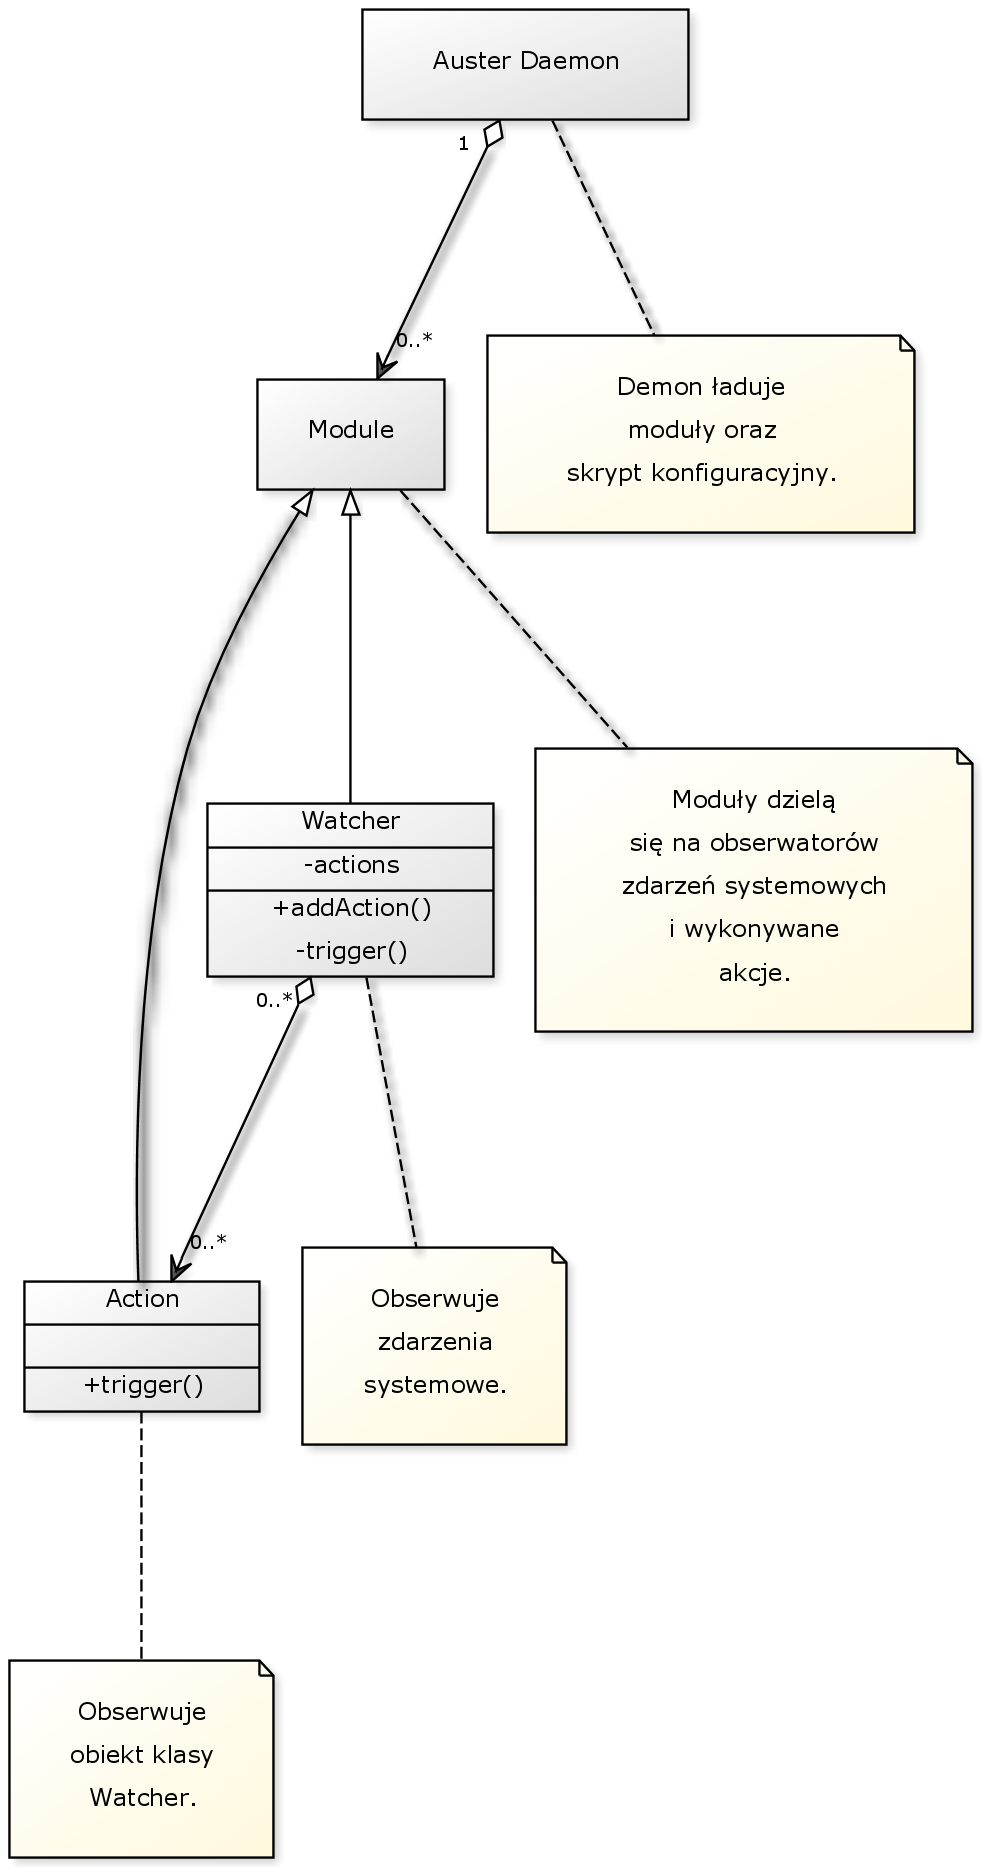 Auster Daemon
1
0..*
Module
Demon ładuje
moduły oraz
skrypt konfiguracyjny.
Moduły dzielą
się na obserwatorów
zdarzeń systemowych
i wykonywane
akcje.
Watcher
-actions
+addAction()
-trigger()
0..*
0..*
Action
+trigger()
Obserwuje
zdarzenia
systemowe.
Obserwuje
obiekt klasy
Watcher.